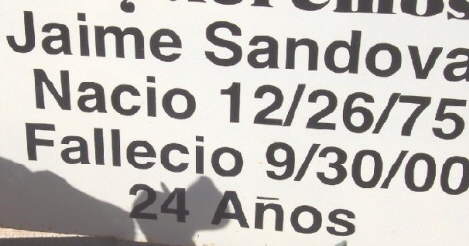 Jaime Sandova
Nacio 12/26/75
Fallecio 9/30/00
24 Años